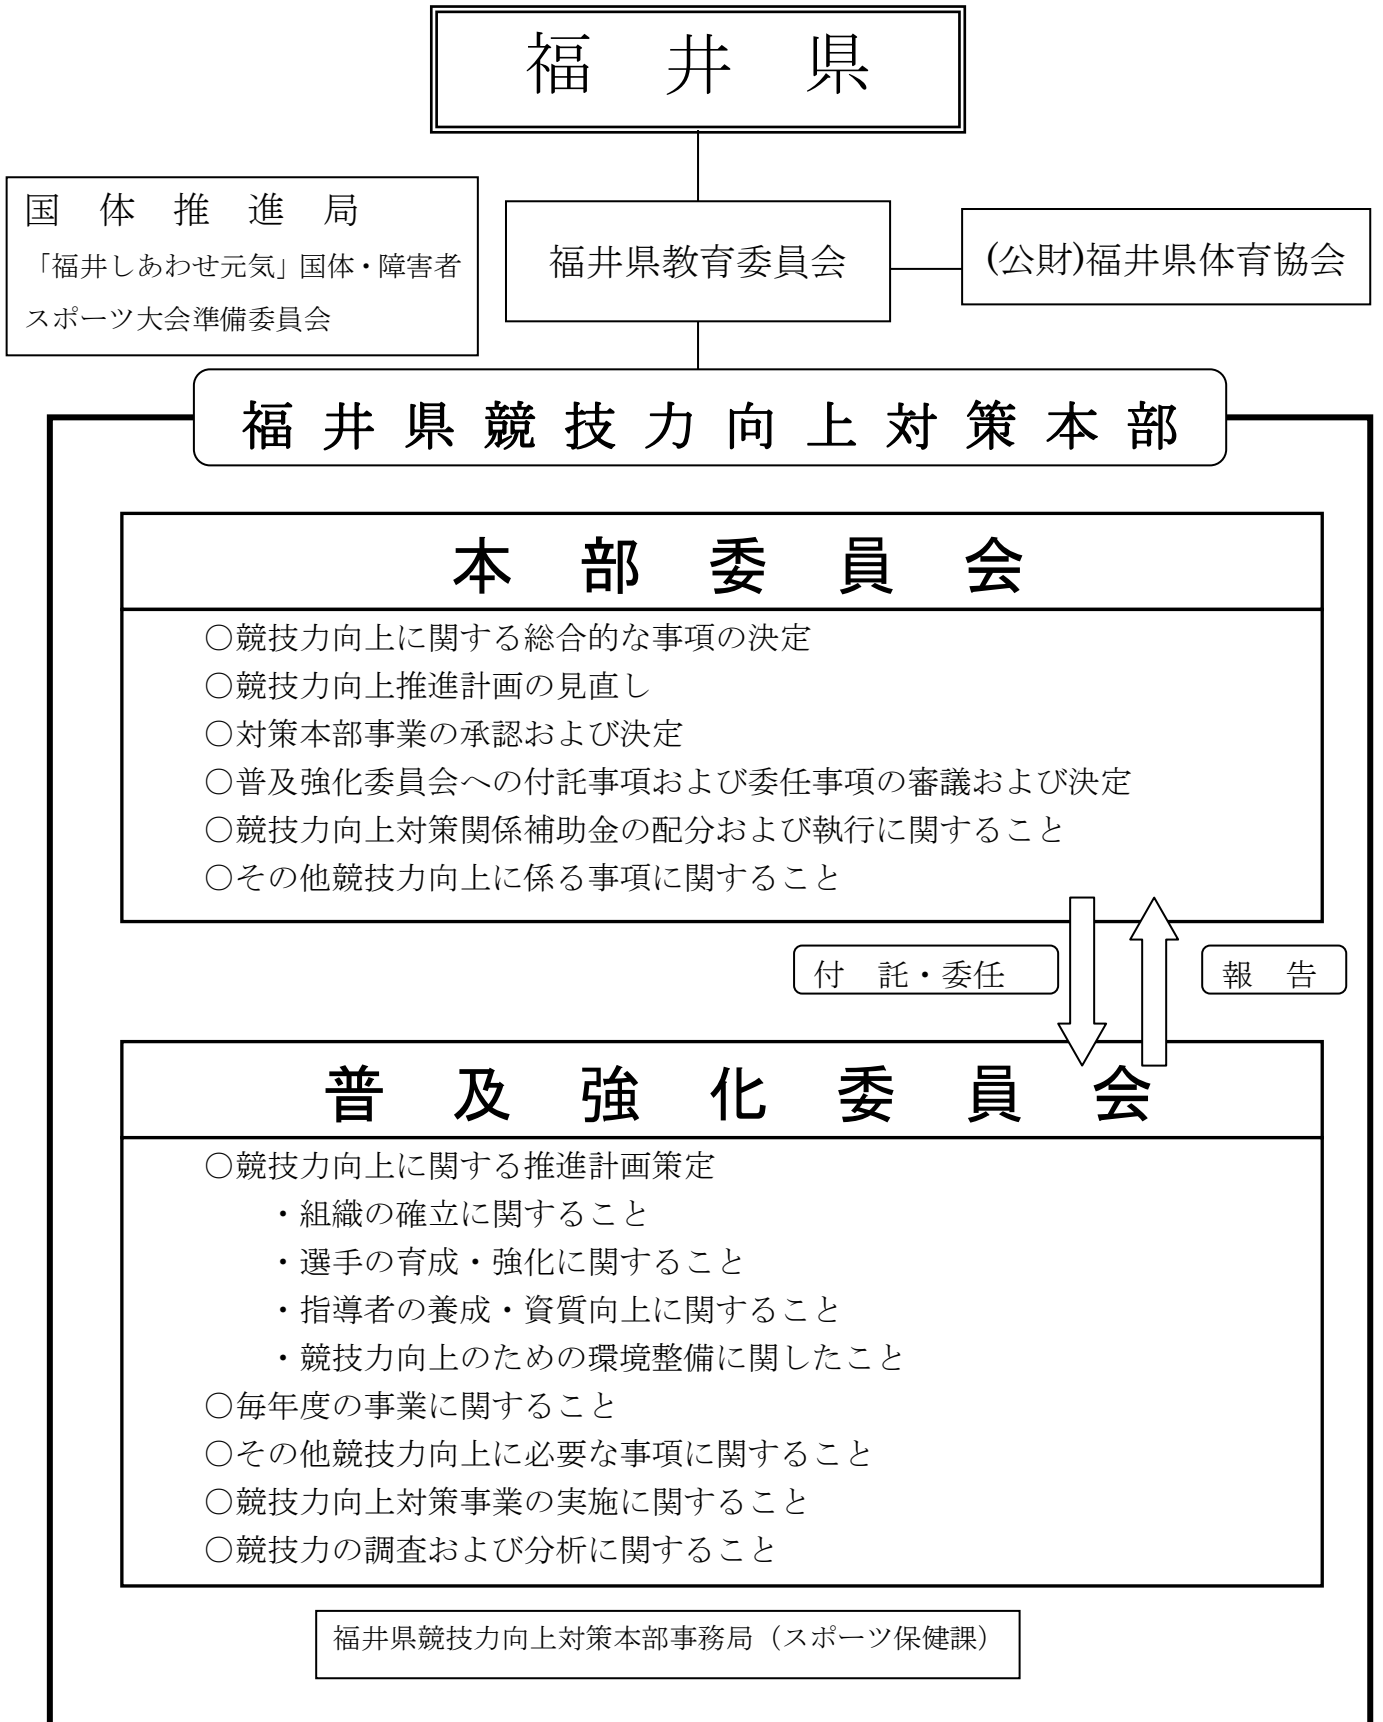 福　井　県
国　体　推　進　局
「福井しあわせ元気」国体・障害者
スポーツ大会準備委員会
福井県教育委員会
(公財)福井県体育協会
福井県競技力向上対策本部
本　部　委　員　会
○競技力向上に関する総合的な事項の決定
○競技力向上推進計画の見直し
○対策本部事業の承認および決定
○普及強化委員会への付託事項および委任事項の審議および決定
○競技力向上対策関係補助金の配分および執行に関すること
○その他競技力向上に係る事項に関すること
付　託・委任
報　告
普　及　強　化　委　員　会
○競技力向上に関する推進計画策定
・組織の確立に関すること
・選手の育成・強化に関すること
・指導者の養成・資質向上に関すること
・競技力向上のための環境整備に関したこと
○毎年度の事業に関すること
○その他競技力向上に必要な事項に関すること
○競技力向上対策事業の実施に関すること
○競技力の調査および分析に関すること
福井県競技力向上対策本部事務局（スポーツ保健課）